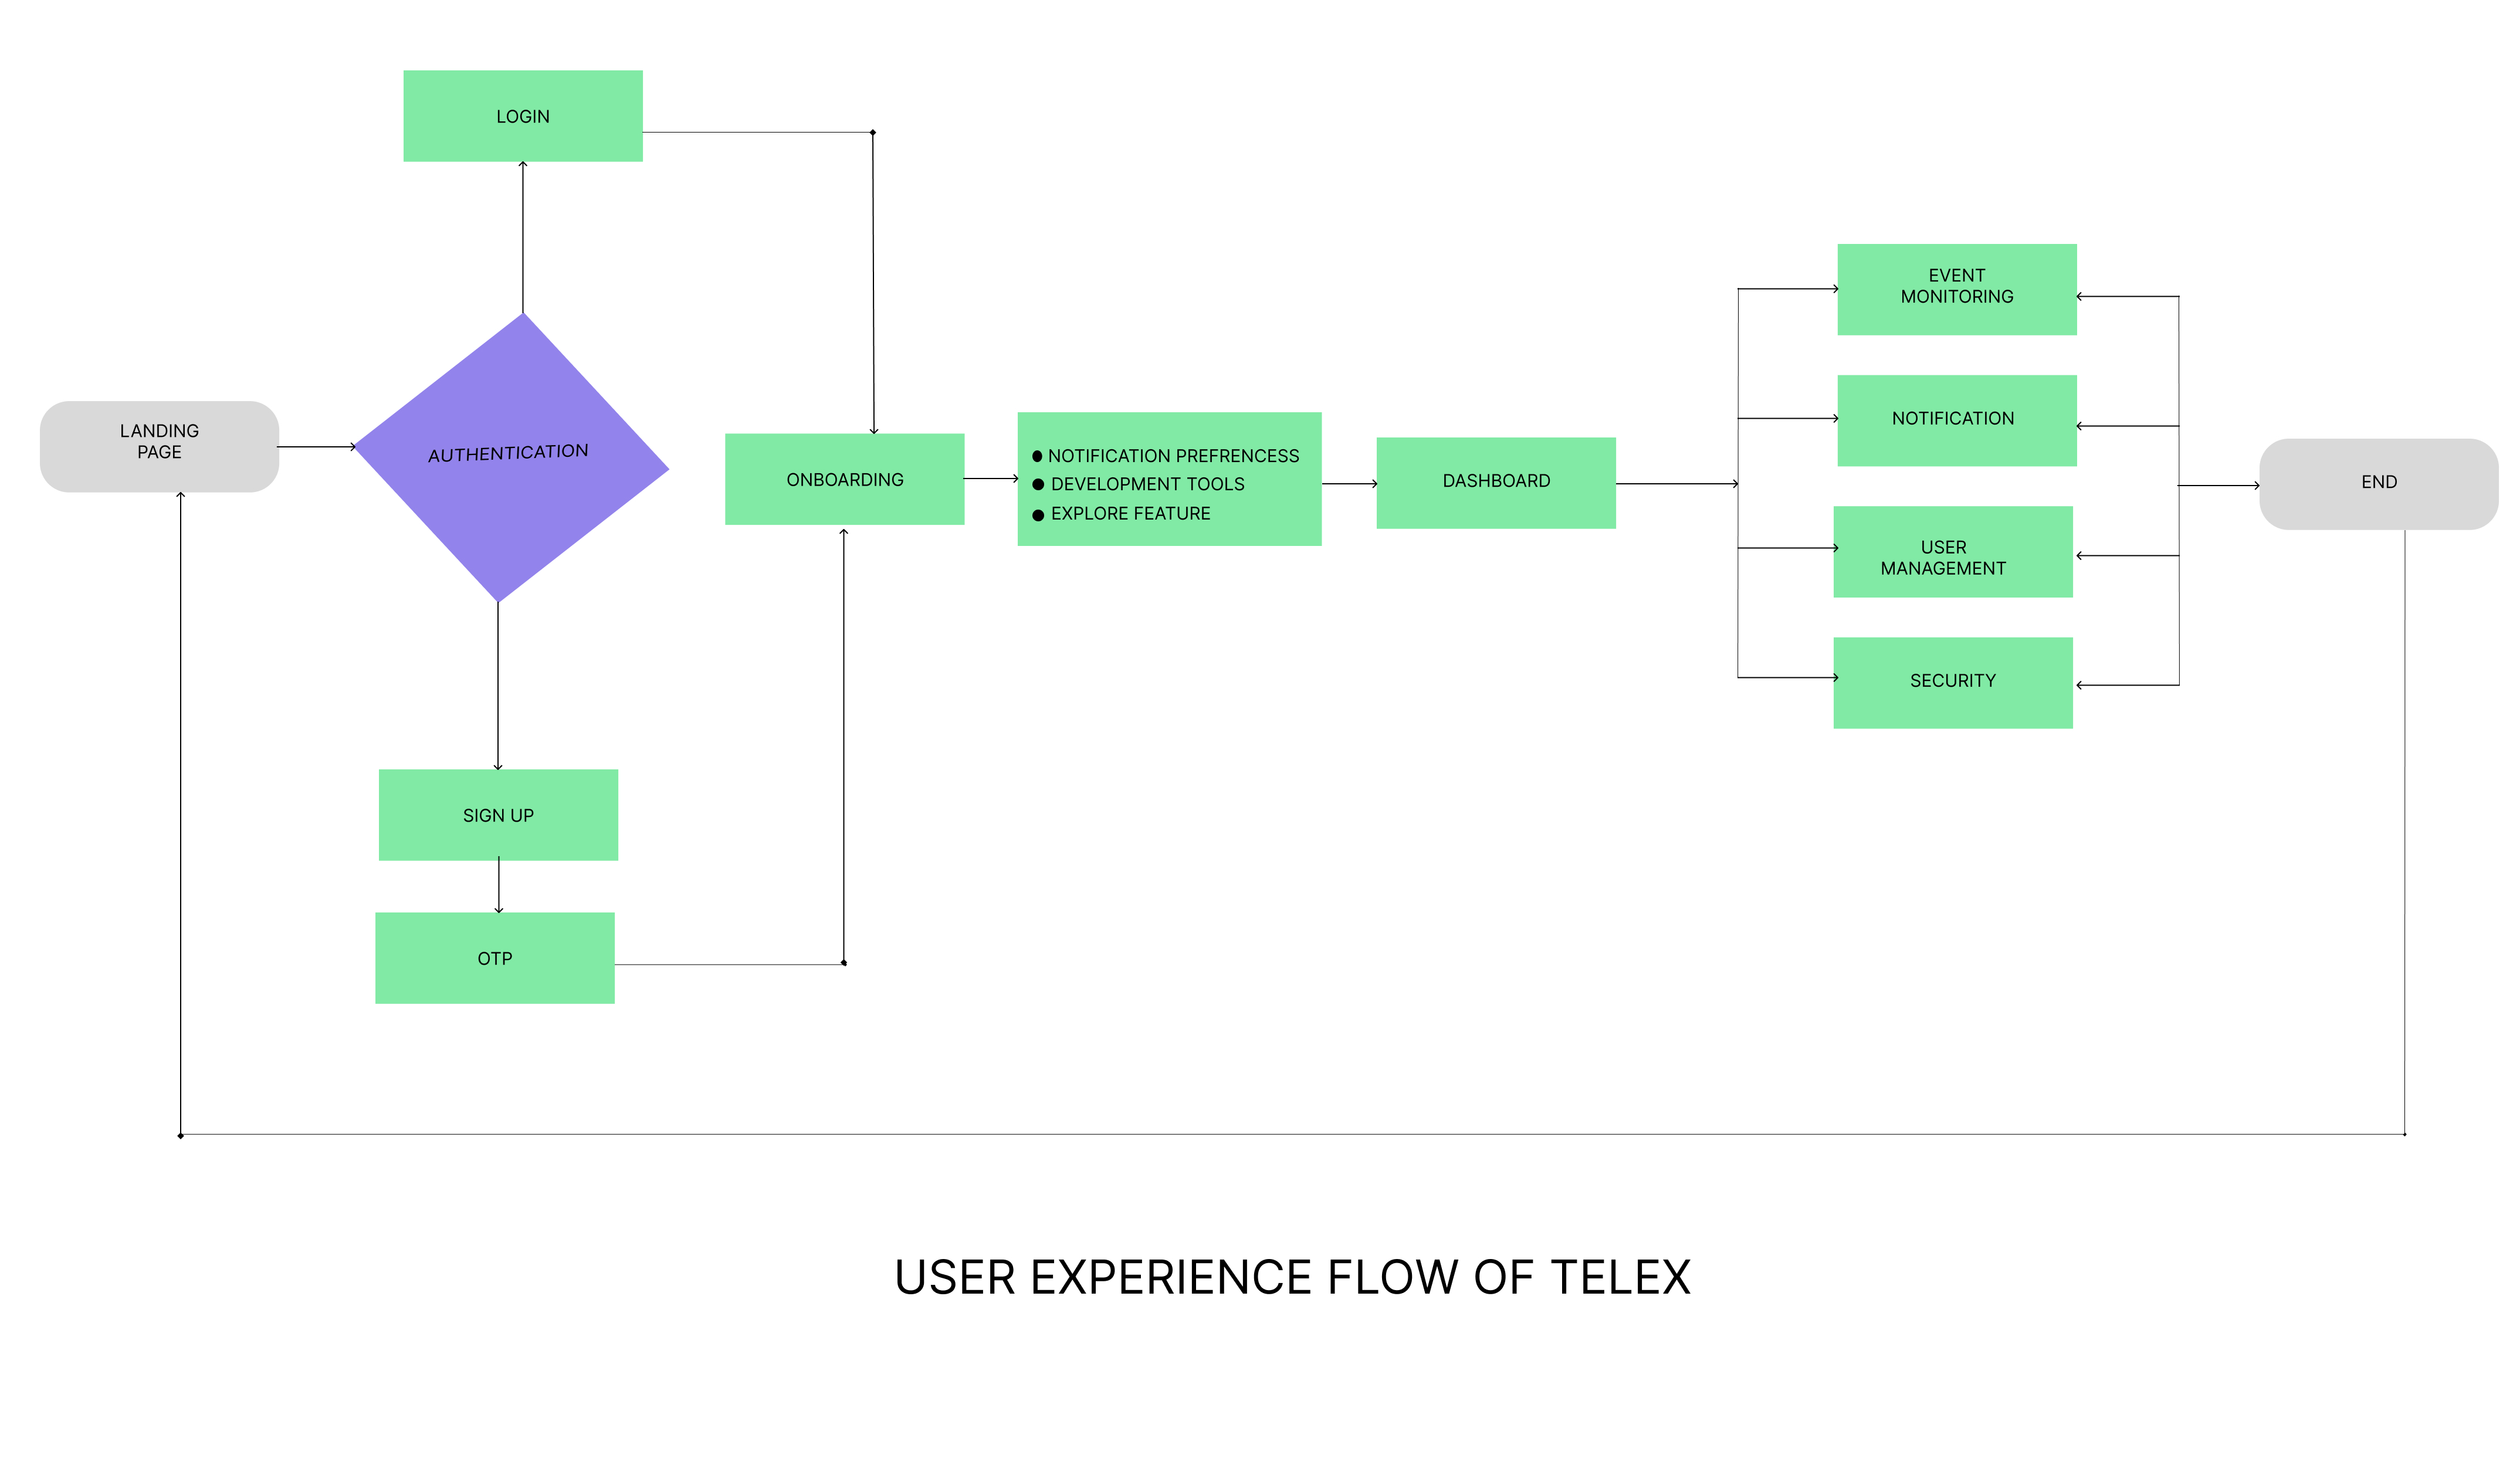 LOGIN
LANDING
PAGE
AUTHENTICATION
SIGN UP
OTP
ONBOARDING
NOTIFICATION PREFRENCESS
DEVELOPMENT TOOLS
EXPLORE FEATURE
DASHBOARD
EVENT
MONITORING
NOTIFICATION
USER
MANAGEMENT
SECURITY
END
USER EXPERIENCE FLOW OF TELEX